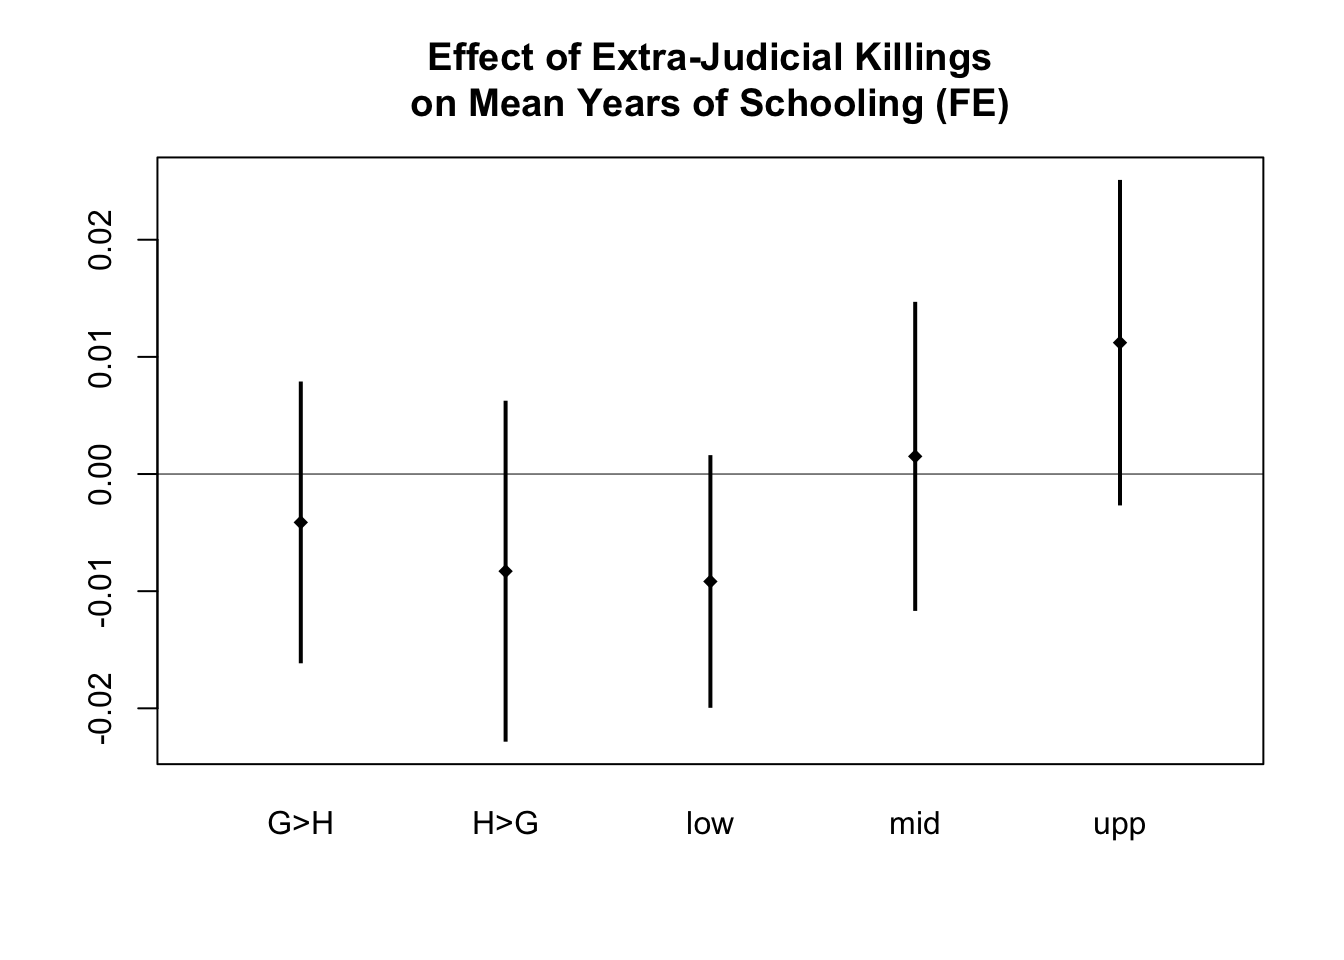 Effect of Extra-Judicial Killings
on Mean Years of Schooling (FE)
0.02
0.01
0.00
-0.01
-0.02
G>H H>G low mid upp